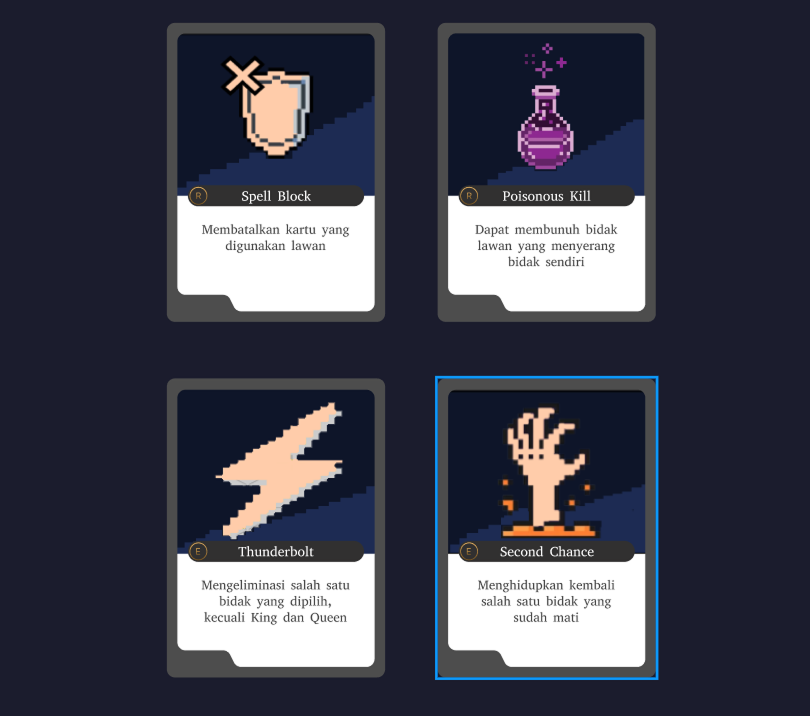 R Spell Block
Membatalkan kartu yang
digunakan lawan
R Poisonous Kill
Dapat membunuh bidak
lawan yang menyerang
bidak sendiri
E Thunderbolt
Mengeliminasi salah satu
bidak yang dipilih,
kecuali King dan Queen
E Second Chance
Menghidupkan kembali
salah satu bidak yang
sudah mati